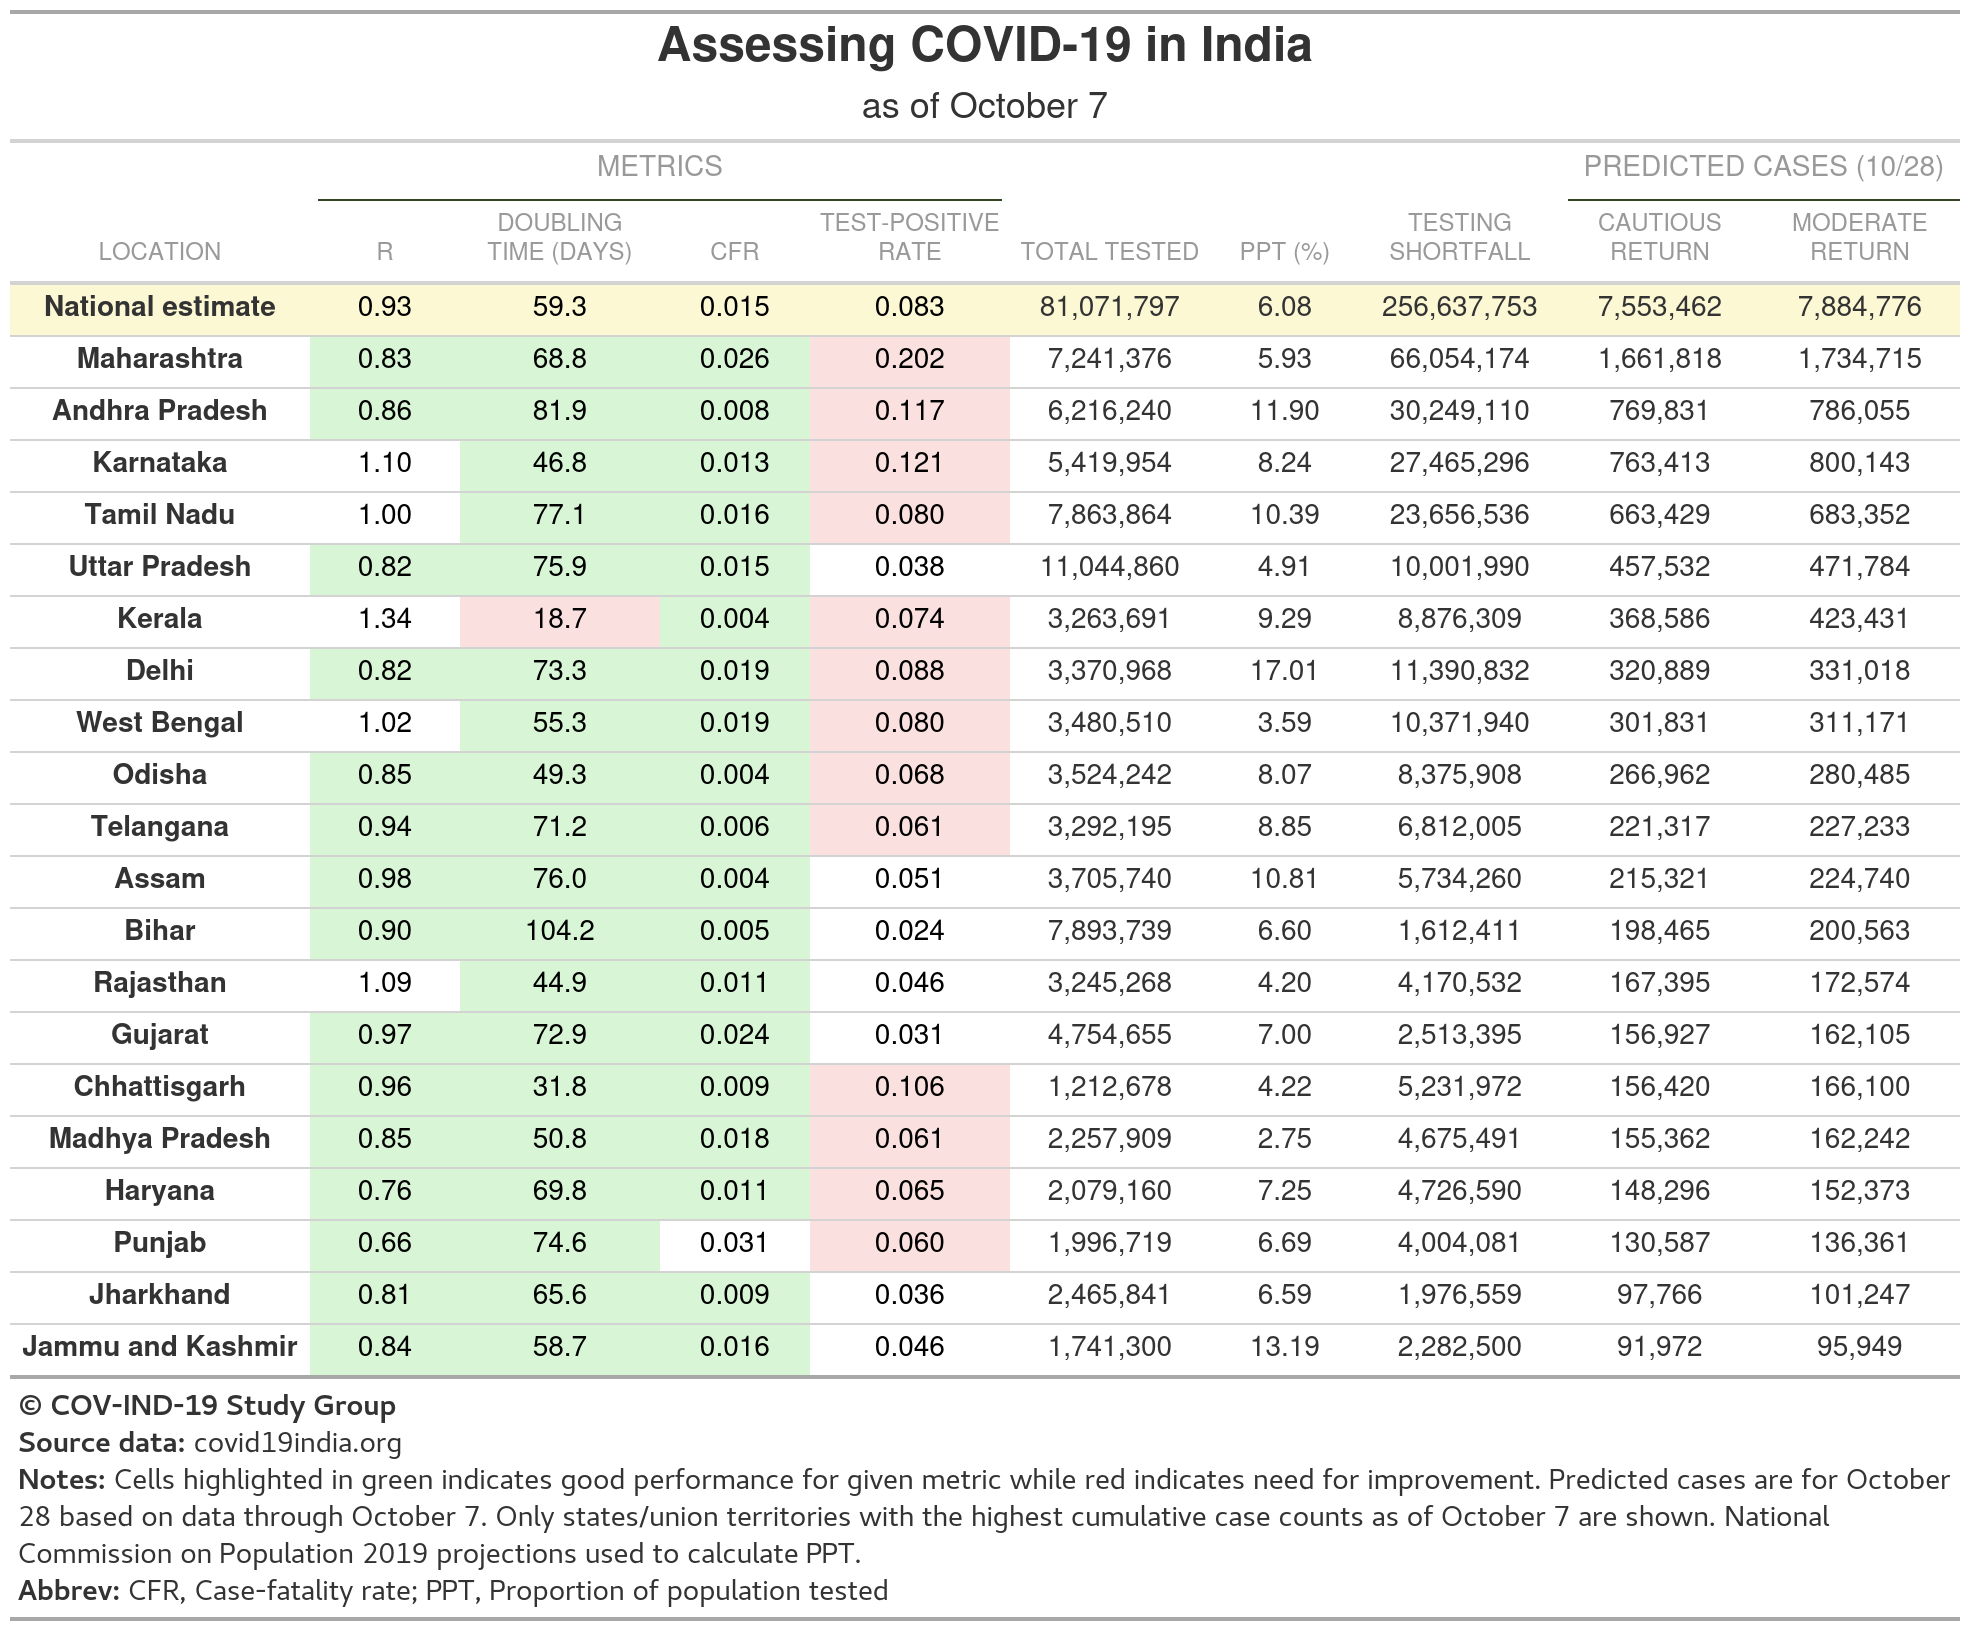 Assessing COVID-19 in India
as of October 7
METRICS PREDICTED CASES (10/28)
LOCATION R DOUBLING TIME (DAYS) CFR TEST-POSITIVE RATE TOTAL TESTED PPT (%) TESTING SHORTFALL CAUTIOUS RETURN MODERATE RETURN
National estimate 0.93 59.3 0.015 0.083 81,071,797 6.08 256,637,753 7,553,462 7,884,776
Maharashtra 0.83 68.8 0.026 0.202 7,241,376 5.93 66,054,174 1,661,818 1,734,715
Andhra Pradesh 0.86 81.9 0.008 0.117 6,216,240 11.90 30,249,110 769,831 786,055
Karnataka 1.10 46.8 0.013 0.121 5,419,954 8.24 27,465,296 763,413 800,143
Tamil Nadu 1.00 77.1 0.016 0.080 7,863,864 10.39 23,656,536 663,429 683,352
Uttar Pradesh 0.82 75.9 0.015 0.038 11,044,860 4.91 10,001,990 457,532 471,784
Kerala 1.34 18.7 0.004 0.074 3,263,691 9.29 8,876,309 368,586 423,431
Delhi 0.82 73.3 0.019 0.088 3,370,968 17.01 11,390,832 320,889 331,018
West Bengal 1.02 55.3 0.019 0.080 3,480,510 3.59 10,371,940 301,831 311,171
Odisha 0.85 49.3 0.004 0.068 3,524,242 8.07 8,375,908 266,962 280,485
Telangana 0.94 71.2 0.006 0.061 3,292,195 8.85 6,812,005 221,317 227,233
Assam 0.98 76.0 0.004 0.051 3,705,740 10.81 5,734,260 215,321 224,740
Bihar 0.90 104.2 0.005 0.024 7,893,739 6.60 1,612,411 198,465 200,563
Rajasthan 1.09 44.9 0.011 0.046 3,245,268 4.20 4,170,532 167,395 172,574
Gujarat 0.97 72.9 0.024 0.031 4,754,655 7.00 2,513,395 156,927 162,105
Chhattisgarh 0.96 31.8 0.009 0.106 1,212,678 4.22 5,231,972 156,420 166,100
Madhya Pradesh 0.85 50.8 0.018 0.061 2,257,909 2.75 4,675,491 155,362 162,242
Haryana 0.76 69.8 0.011 0.065 2,079,160 7.25 4,726,590 148,296 152,373
Punjab 0.66 74.6 0.031 0.060 1,996,719 6.69 4,004,081 130,587 136,361
Jharkhand 0.81 65.6 0.009 0.036 2,465,841 6.59 1,976,559 97,766 101,247
Jammu and Kashmir 0.84 58.7 0.016 0.046 1,741,300 13.19 2,282,500 91,972 95,949
© COV-IND-19 Study Group
Source data: covid19india.org
Notes: Cells highlighted in green indicates good performance for given metric while red indicates need for improvement. Predicted cases are for October
28 based on data through October 7. Only states/union territories with the highest cumulative case counts as of October 7 are shown. National
Commission on Population 2019 projections used to calculate PPT.
Abbrev: CFR, Case-fatality rate; PPT, Proportion of population tested